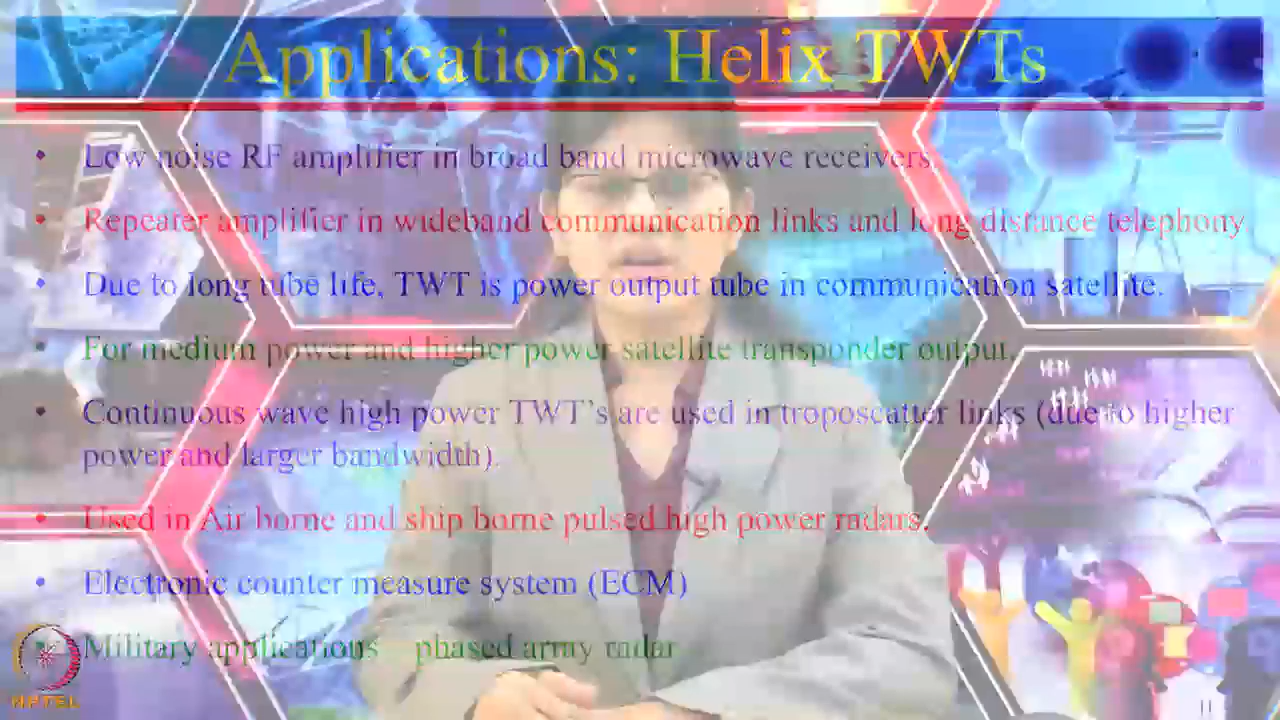 Applications: Helix TWTs
• Low noise RF amplifier in broad band microwave receivers.
• Repeater amplifier in wideband communication links and long distance telephony.
• Due to long tube life, TWT is power output tube in communication satellite.
• For medium power and higher power satellite transponder output.
• Continuous wave high power TWT's are used in troposcatter links (due to higher
power and larger bandwidth).
• Used in Air borne and ship borne pulsed high power radars.
• Electronic counter measure system (ECM)
• Military applications phased array radar
NPTEL